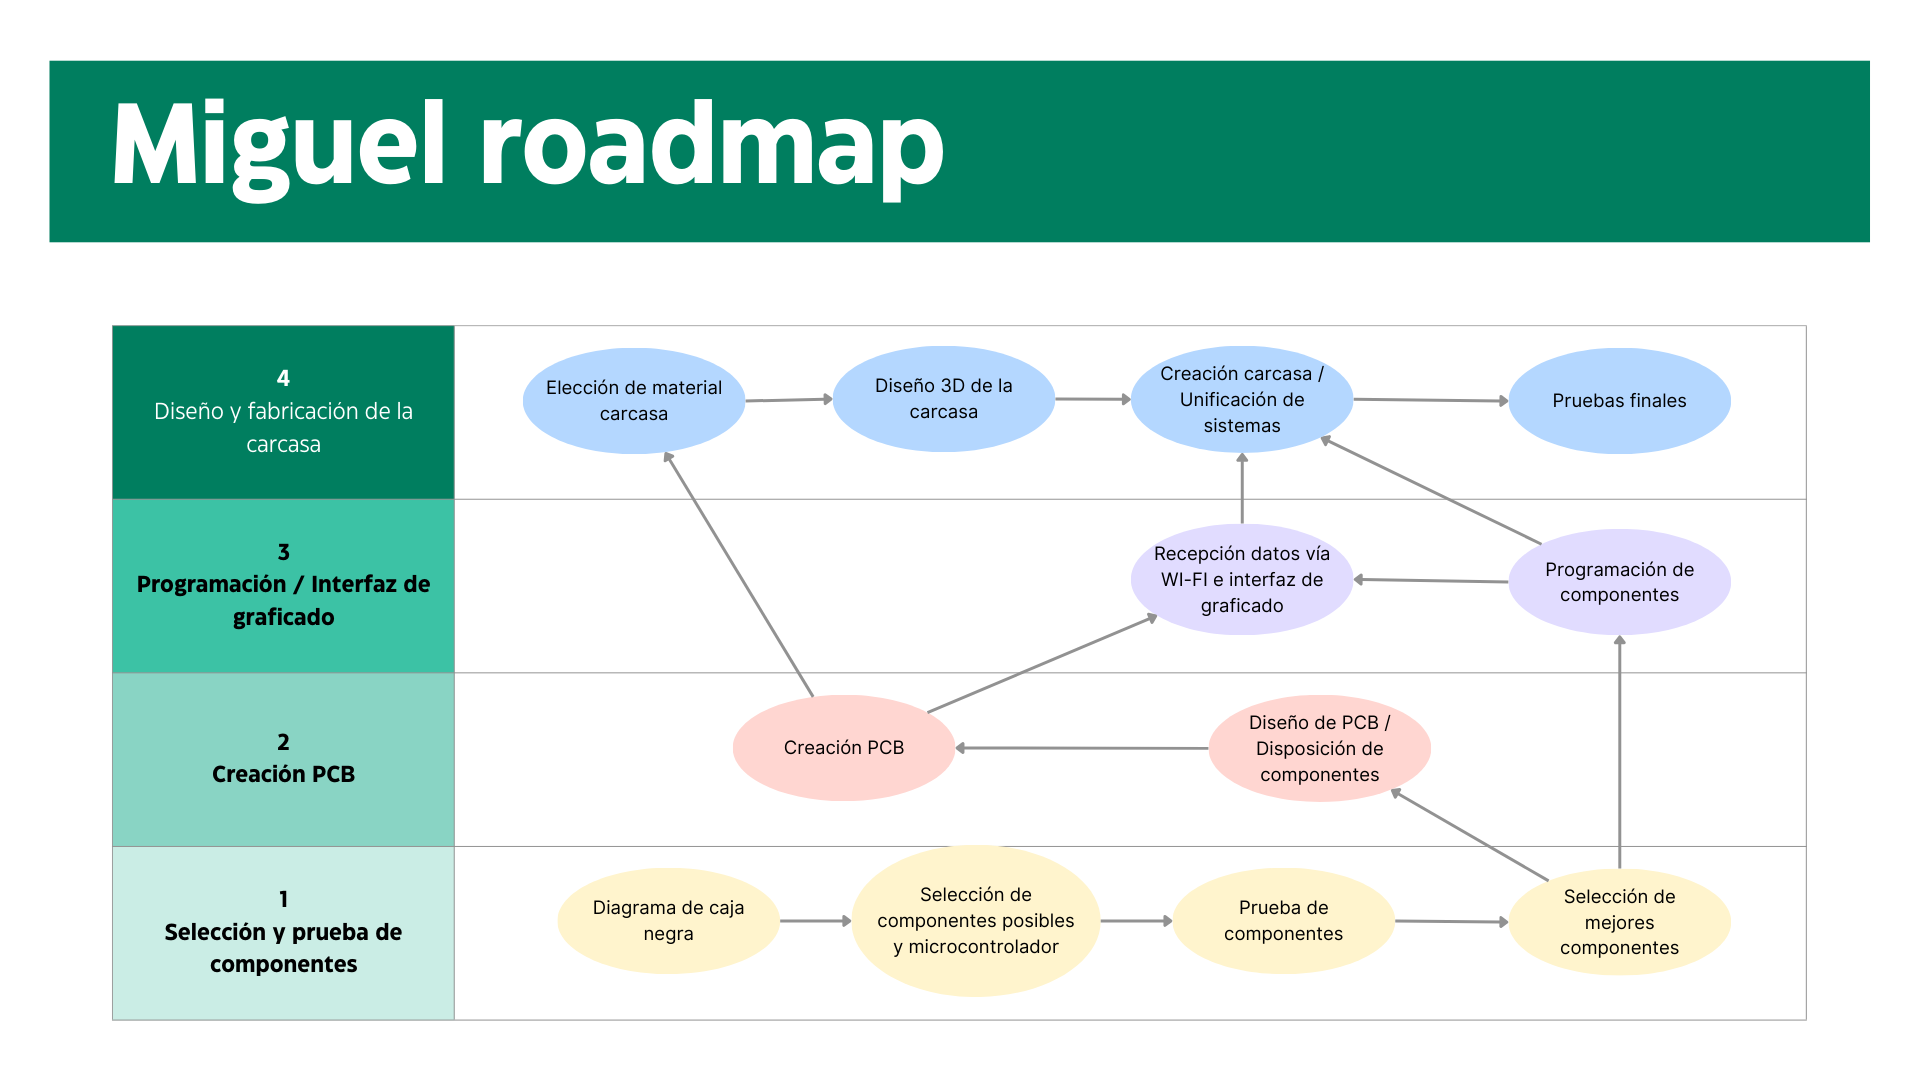 Miguel roadmap
4
Diseño y fabricación de la
carcasa
Elección de material
carcasa
Diseño 3D de la
carcasa
Creación carcasa /
Unificación de
sistemas
Pruebas finales
3
Programación / Interfaz de
graficado
Recepción datos vía
WI-FI e interfaz de
graficado
Programación de
componentes
2
Creación PCB
Creación PCB
Diseño de PCB /
Disposición de
componentes
1
Selección y prueba de
componentes
Diagrama de caja
negra
Selección de
componentes posibles
y microcontrolador
Prueba de
componentes
Selección de
mejores
componentes